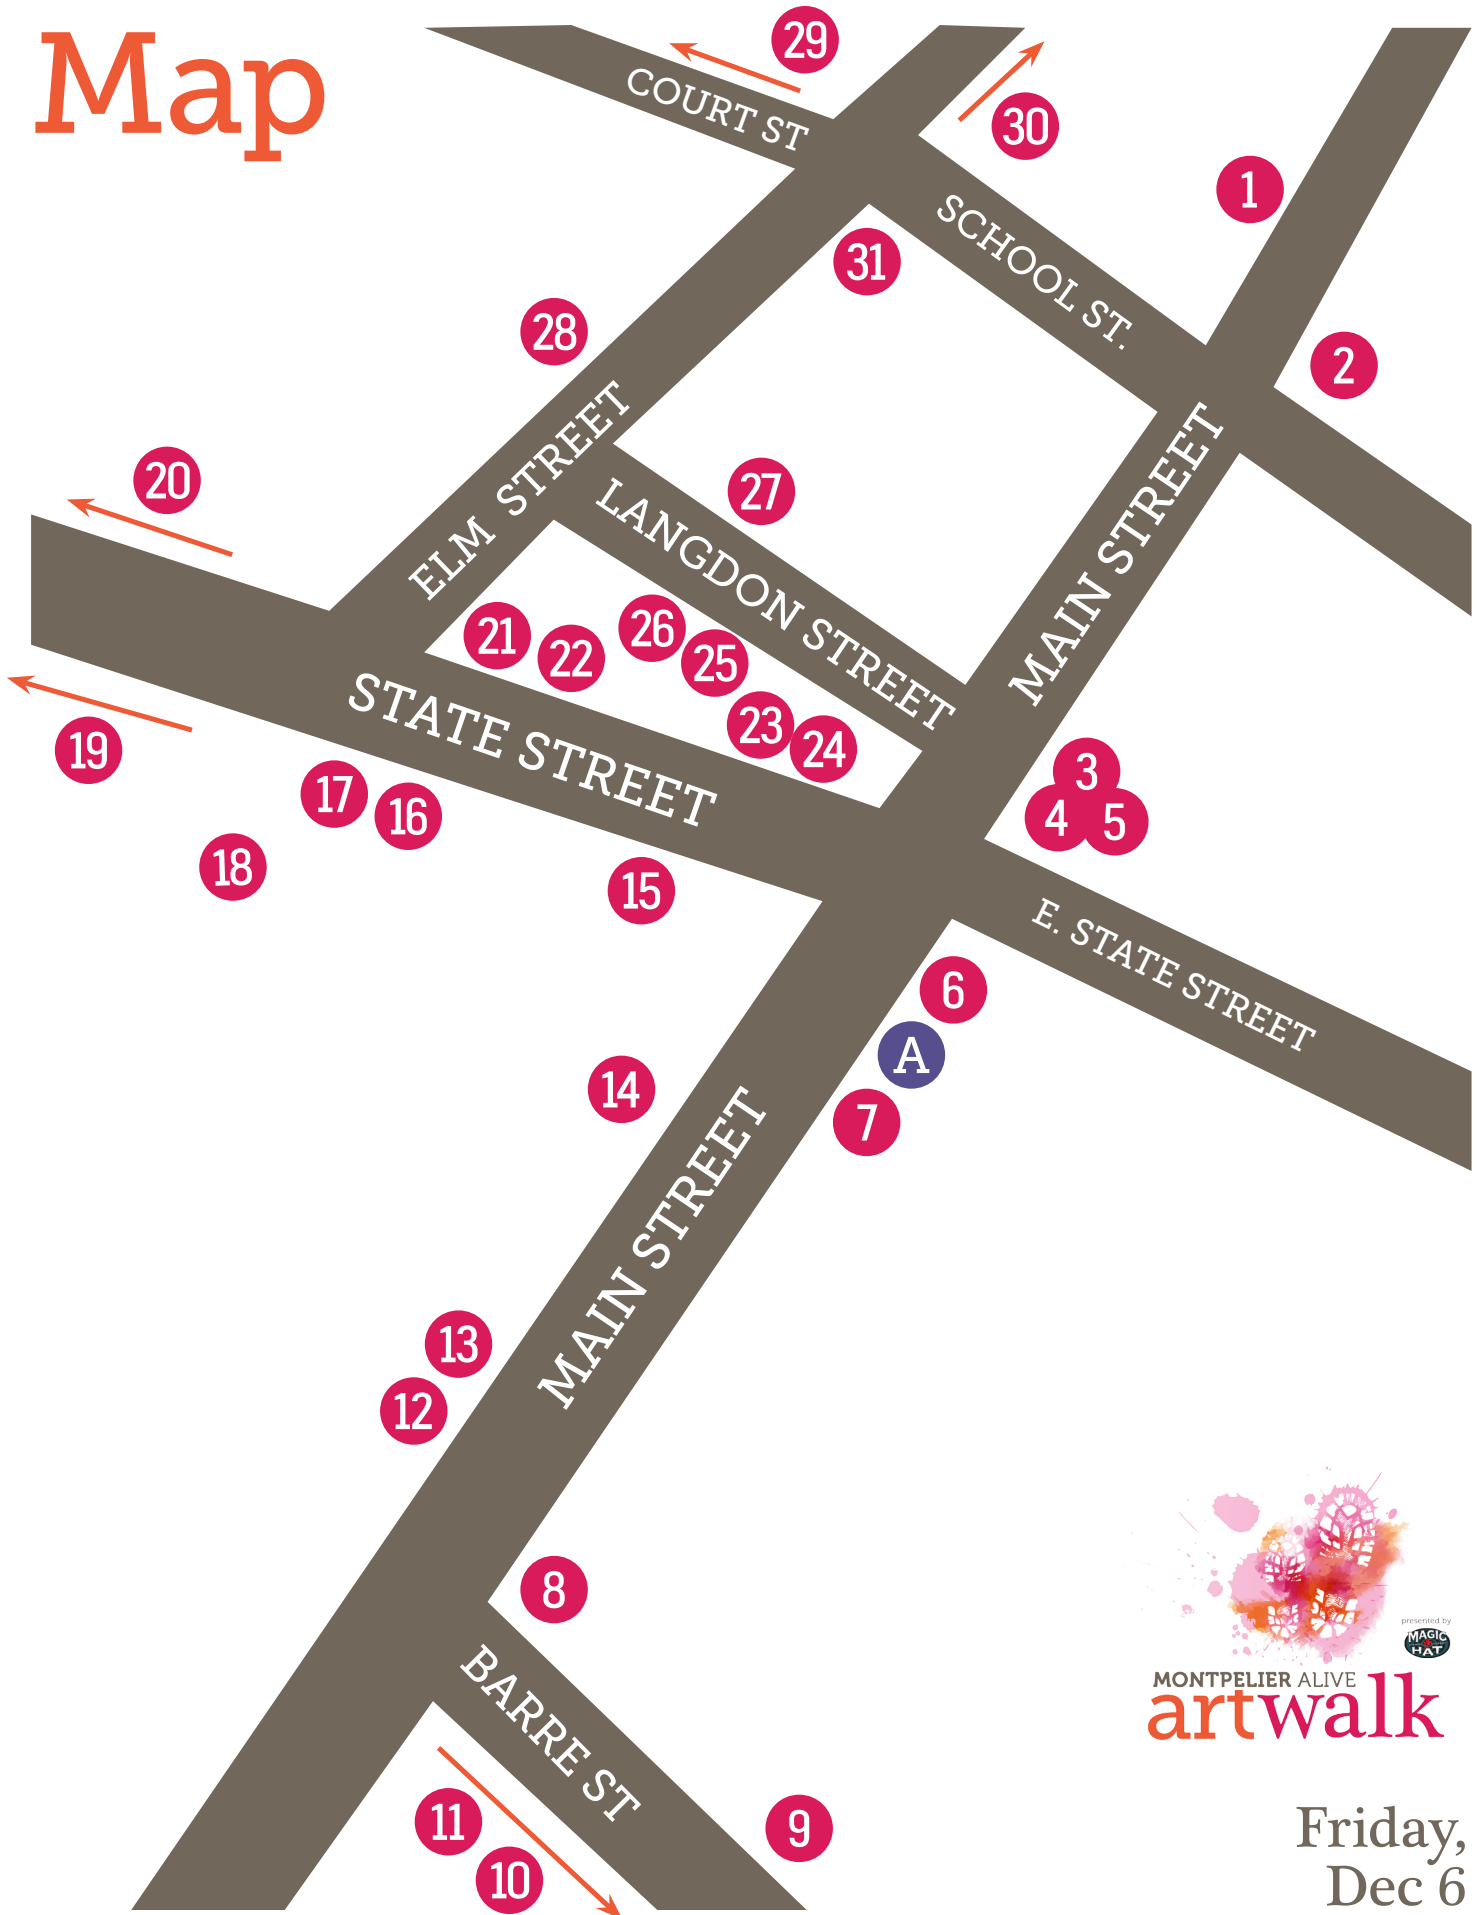 Map
29
COURT ST
30
1
SCHOOL ST.
31
28
2
ELM STREET
20
27
LANGDON STREET
MAIN STREET
21
22
26
25
23
24
STATE STREET
19
17
16
18
15
3
4
5
E. STATE STREET
6
A
7
14
MAIN STREET
13
12
8
BARRE ST
11
10
9
presented by
MAGIC
HAT
MONTPELIER ALIVE
artwalk
Friday,
Dec 6